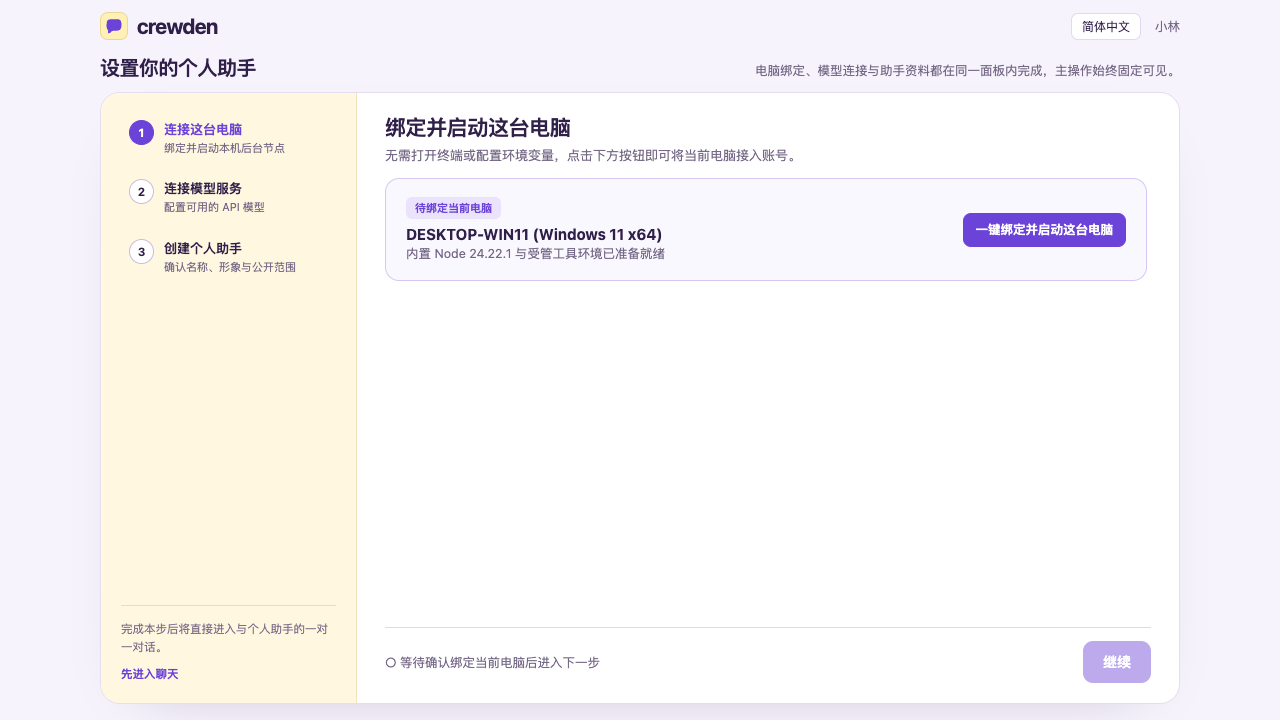 crewden
简体中文
小林
设置你的个人助手
电脑绑定、模型连接与助手资料都在同一面板内完成，主操作始终固定可见。
1
连接这台电脑
绑定并启动本机后台节点
2
连接模型服务
配置可用的 API 模型
3
创建个人助手
确认名称、形象与公开范围
完成本步后将直接进入与个人助手的一对
一对话。
先进入聊天
绑定并启动这台电脑
无需打开终端或配置环境变量，点击下方按钮即可将当前电脑接入账号。
待绑定当前电脑
DESKTOP-WIN11 (Windows 11 x64)
内置 Node 24.22.1 与受管工具环境已准备就绪
一键绑定并启动这台电脑
等待确认绑定当前电脑后进入下一步
继续